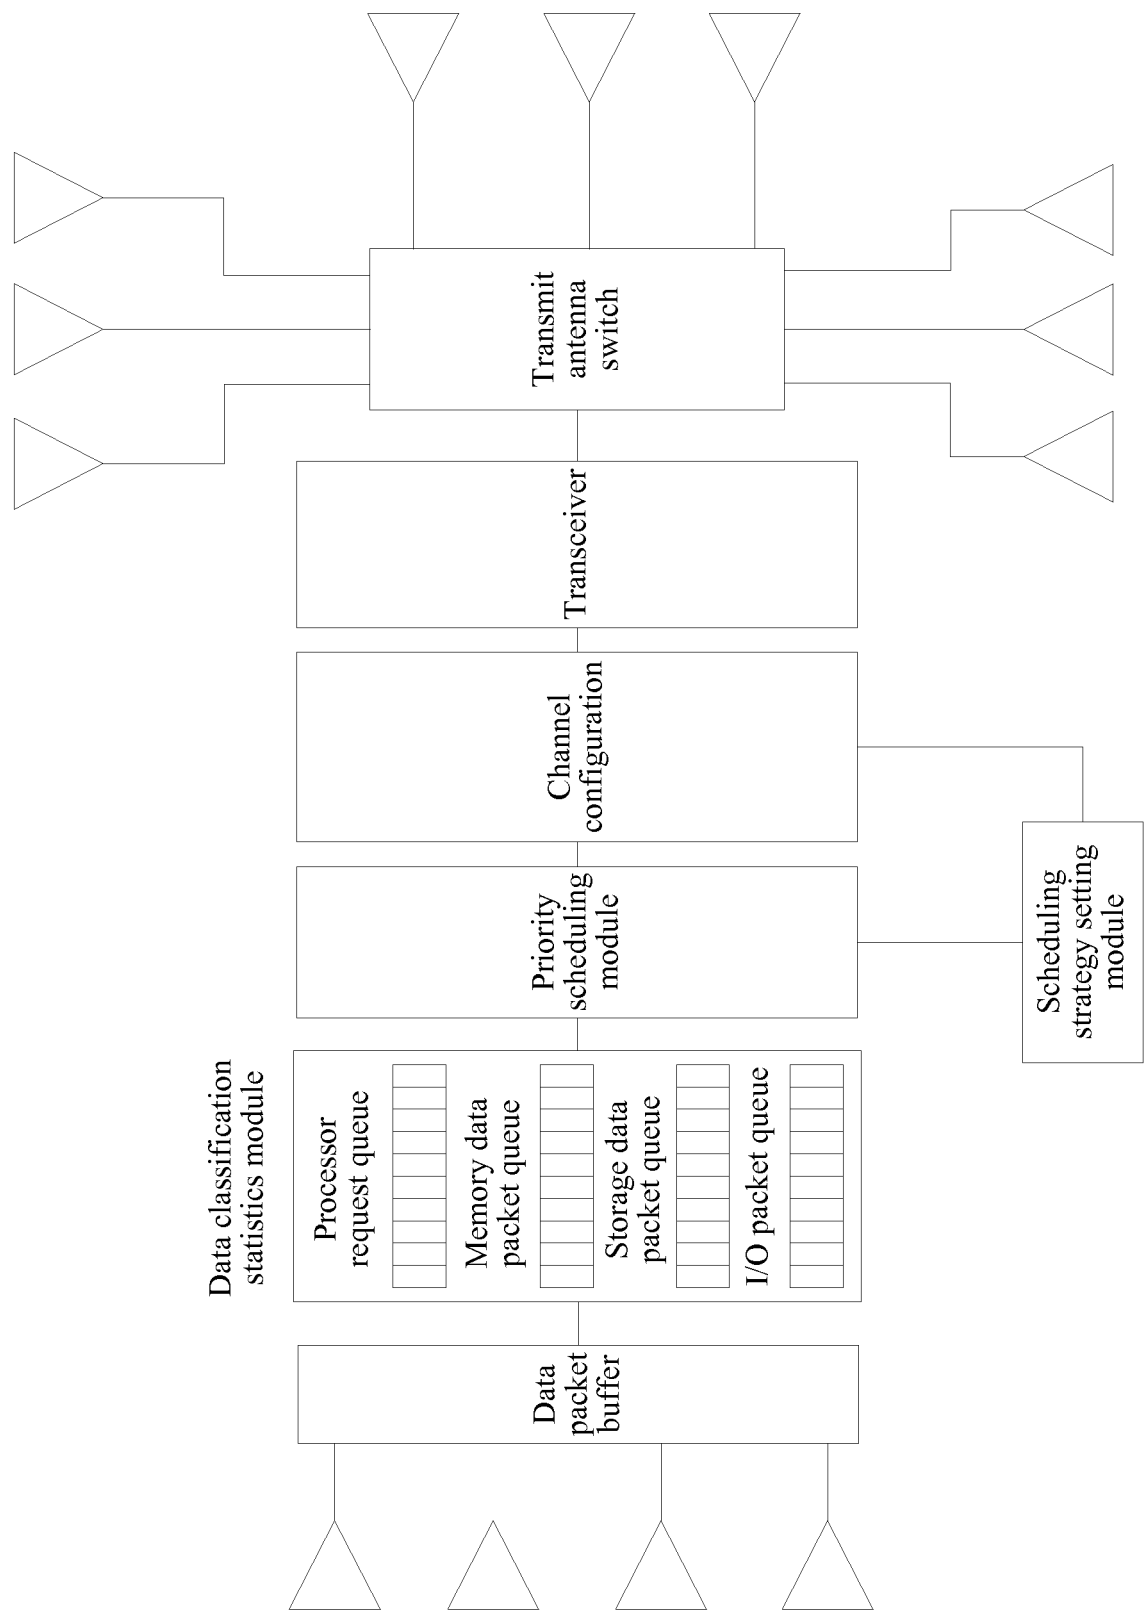 Data packet
buffer
Data classification
statistics module
Processor
request queue
Memory data
packet queue
Storage data
packet queue
I/O packet queue
Priority
scheduling
module
Scheduling
strategy setting
module
Channel
configuration
Transceiver
Transmit
antenna
switch